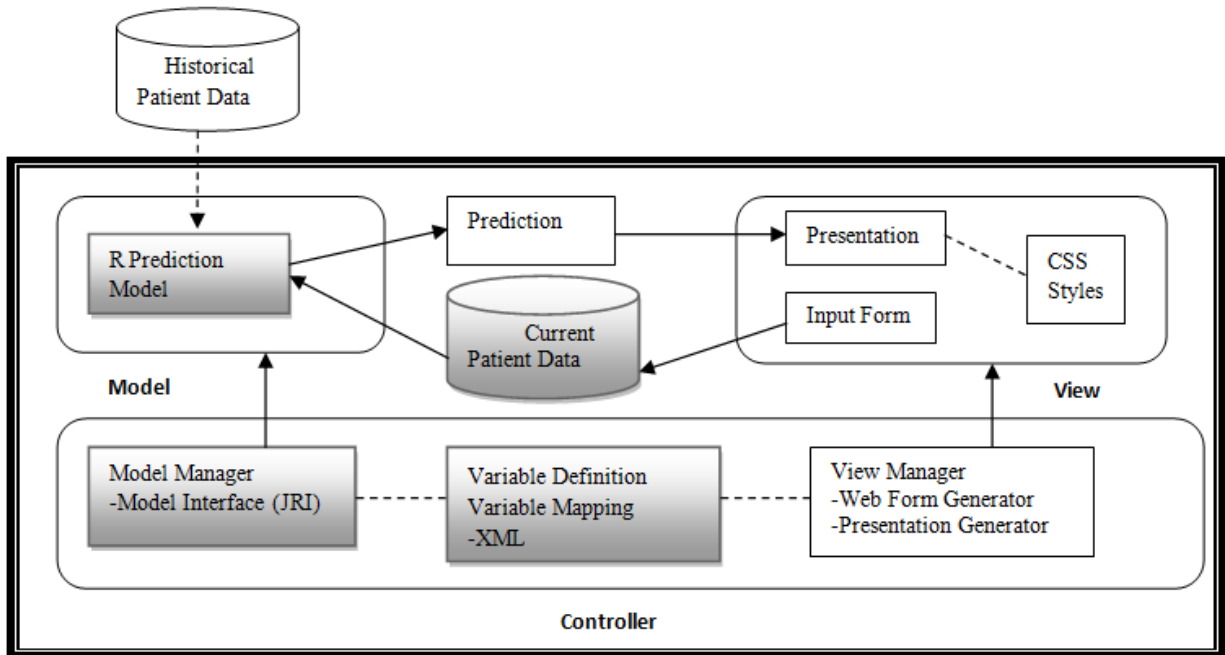 Historical
Patient Data
R Prediction
Model
Prediction
Presentation
CSS
Styles
Input Form
Current
Patient Data
Model
View
Model Manager
-Model Interface (JRI)
Variable Definition
Variable Mapping
-XML
View Manager
-Web Form Generator
-Presentation Generator
Controller